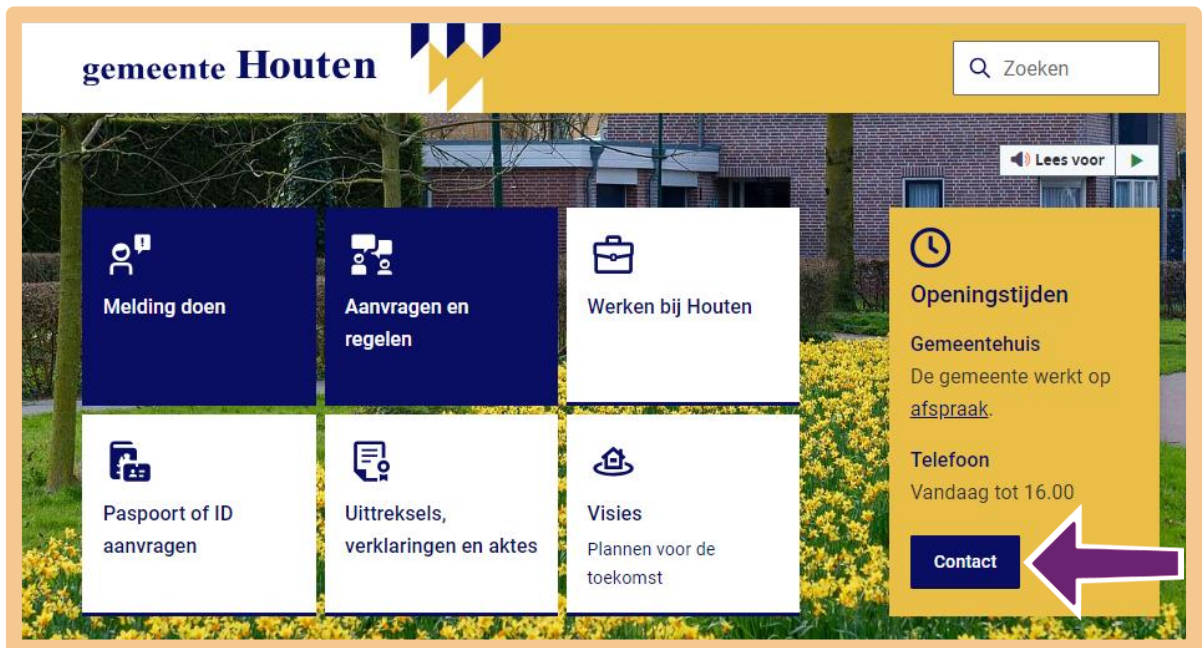 gemeente Houten
Zoeken
Lees voor
Melding doen
Aanvragen en
regelen
Werken bij Houten
Paspoort of ID
aanvragen
Uittreksels,
verklaringen en aktes
Visies
Plannen voor de
toekomst
Openingstijden
Gemeentehuis
De gemeente werkt op
afspraak.
Telefoon
Vandaag tot 16.00
Contact